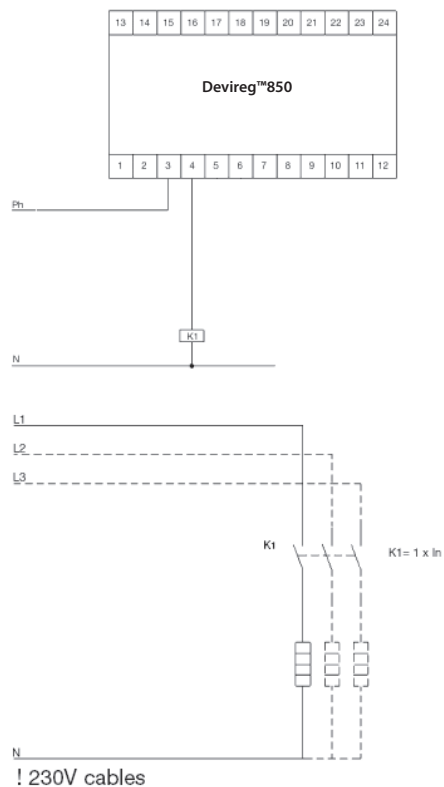 13 14 15 16 17 18 19 20 21 22 23 24
Devireg™850
1 2 3 4 5 6 7 8 9 10 11 12
Ph
K1
N
L1
L2
L3
K1
K1= 1 x In
N
! 230V cables